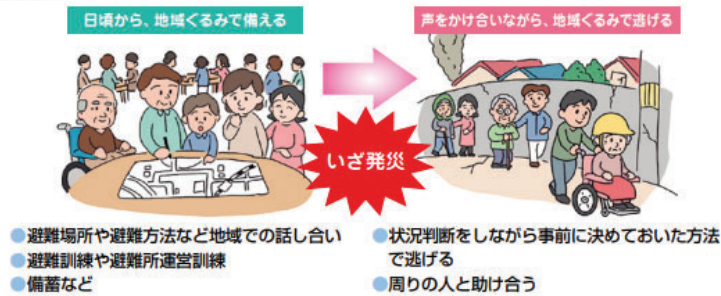 日頃から、地域ぐるみで備える
声をかけ合いながら、地域ぐるみで逃げる
いざ発災
●避難場所や避難方法など地域での話し合い
●避難訓練や避難所運営訓練
●備蓄など
●状況判断をしながら事前に決めておいた方法
で逃げる
●周りの人と助け合う